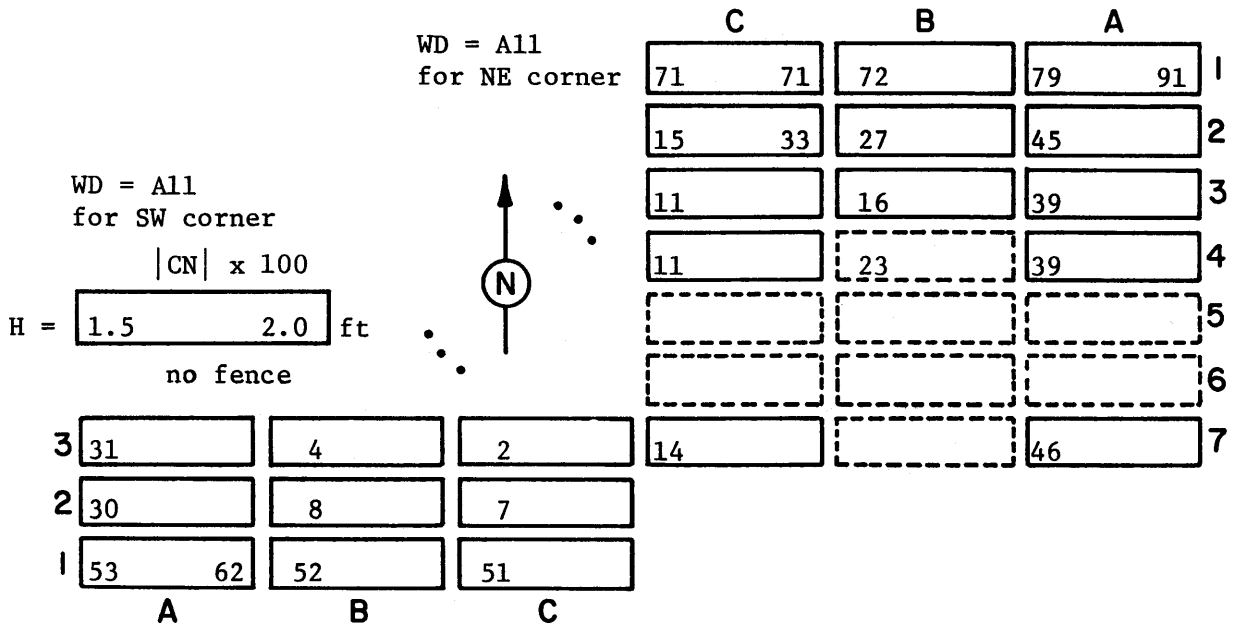 C B A
WD = All
for NE corner
71 71 72 79 91 1
15 33 27 45 2
11 16 39 3
11 23 39 4
5
6
14 46 7
WD = All
for SW corner
|CN| x 100
H = 1.5 2.0 ft
no fence
N
3 31 4 2
2 30 8 7
1 53 62 52 51
A B C